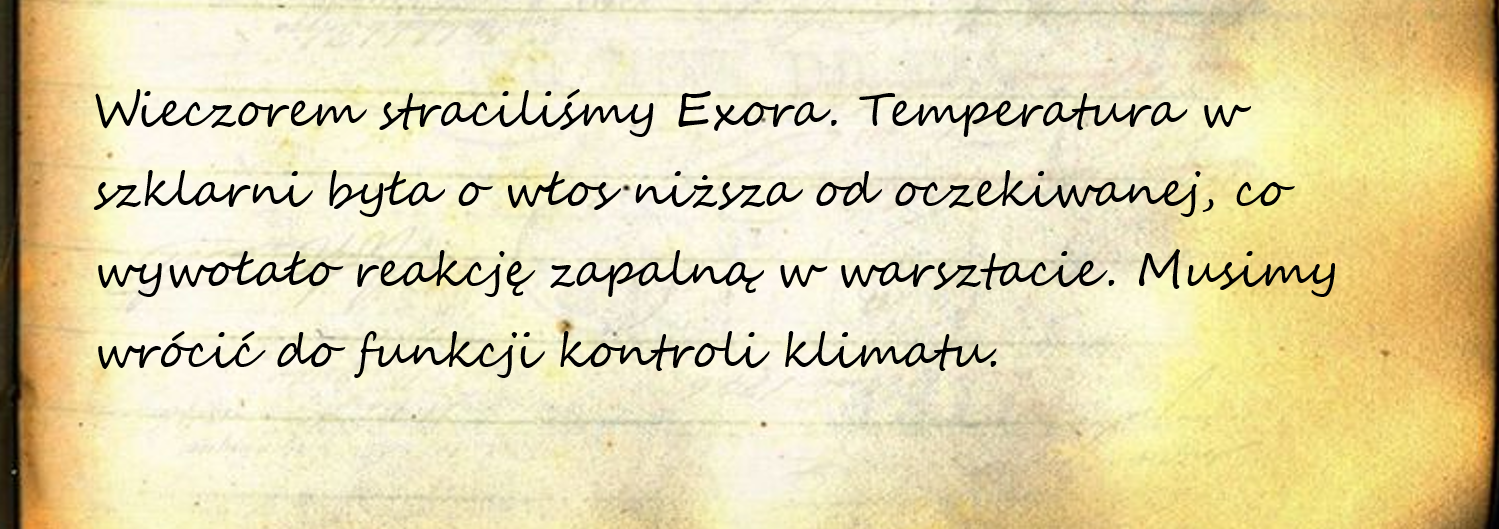 Wieczorem straciliśmy Exora. Temperatura w
szklarni była o włos niższa od oczekiwanej, co
wywołało reakcję zapalną w warsztacie. Musimy
wrócić do funkcji kontroli klimatu.